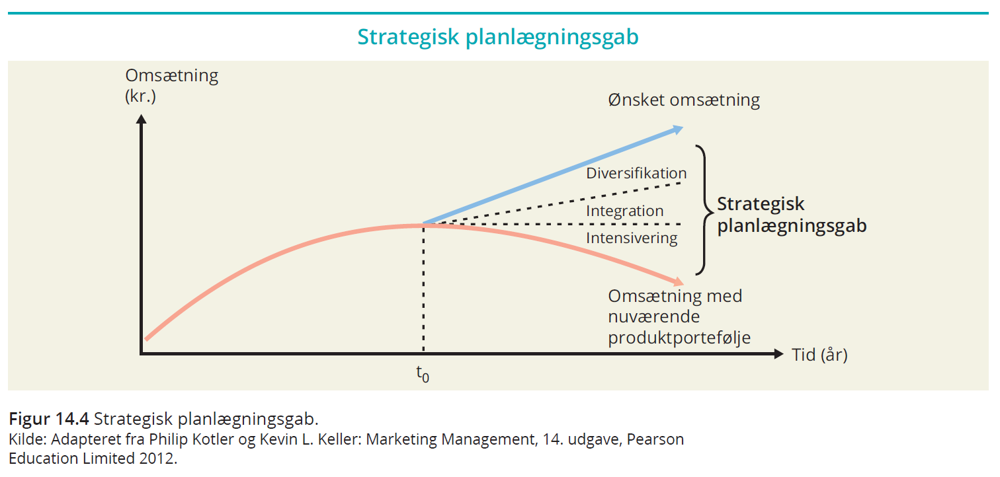 Strategisk planlægningsgab
Omsætning
(kr.)
Ønsket omsætning
Diversifikation
Integration
Intensivering
Strategisk
planlægningsgab
Omsætning med
nuværende
produktportefølje
Tid (år)
t0
Figur 14.4 Strategisk planlægningsgab.
Kilde: Adapteret fra Philip Kotler og Kevin L. Keller: Marketing Management, 14. udgave, Pearson
Education Limited 2012.